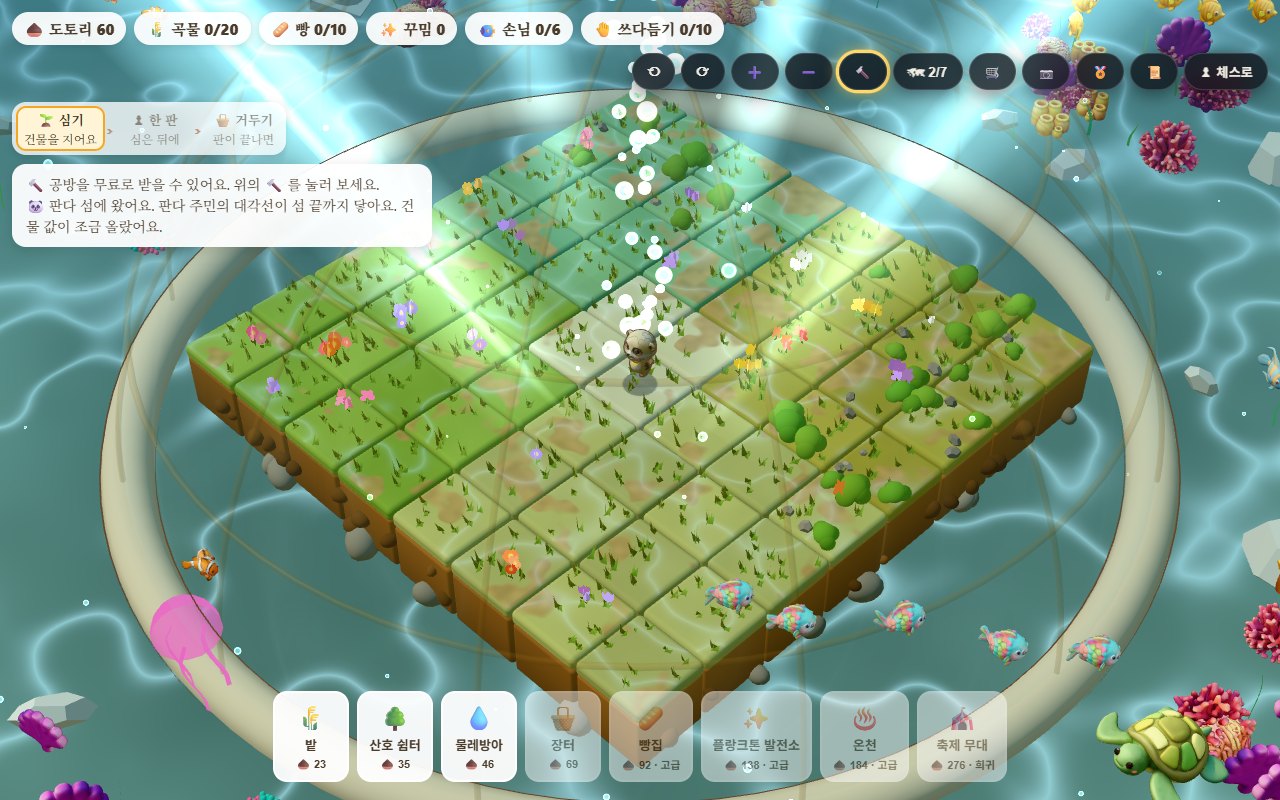 도토리 60
곡물 0/20
빵 0/10
꾸밈 0
손님 0/6
쓰다듬기 0/10
2/7
체스로
심기
건물을 지어요
한 판
심은 뒤에
거두기
판이 끝나면
공방을 무료로 받을 수 있어요. 위의 를 눌러 보세요.
판다 섬에 왔어요. 판다 주민의 대각선이 섬 끝까지 닿아요. 건
물 값이 조금 올랐어요.
밭
23
산호 쉼터
35
물레방아
46
장터
69
빵집
92 · 고급
플랑크톤 발전소
138 · 고급
온천
184 · 고급
축제 무대
276 · 희귀